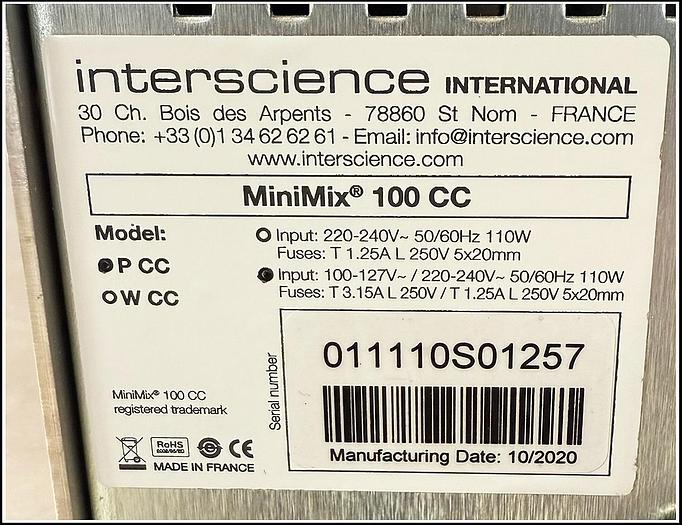 interscience INTERNATIONAL
30 Ch. Bois des Arpents - 78860 St Nom - FRANCE
Phone: +33 (0)1 34 62 62 61 - Email: info@interscience.com
www.interscience.com
MiniMix® 100 CC
Model:
P CC
W CC
Input: 220-240V~ 50/60Hz 110W
Fuses: T 1.25A L 250V 5x20mm
Input: 100-127V~ / 220-240V~ 50/60Hz 110W
Fuses: T 3.15A L 250V / T 1.25A L 250V 5x20mm
Serial number
011110S01257
Manufacturing Date: 10/2020
MiniMix® 100 CC
registered trademark
RoHS
CE
MADE IN FRANCE